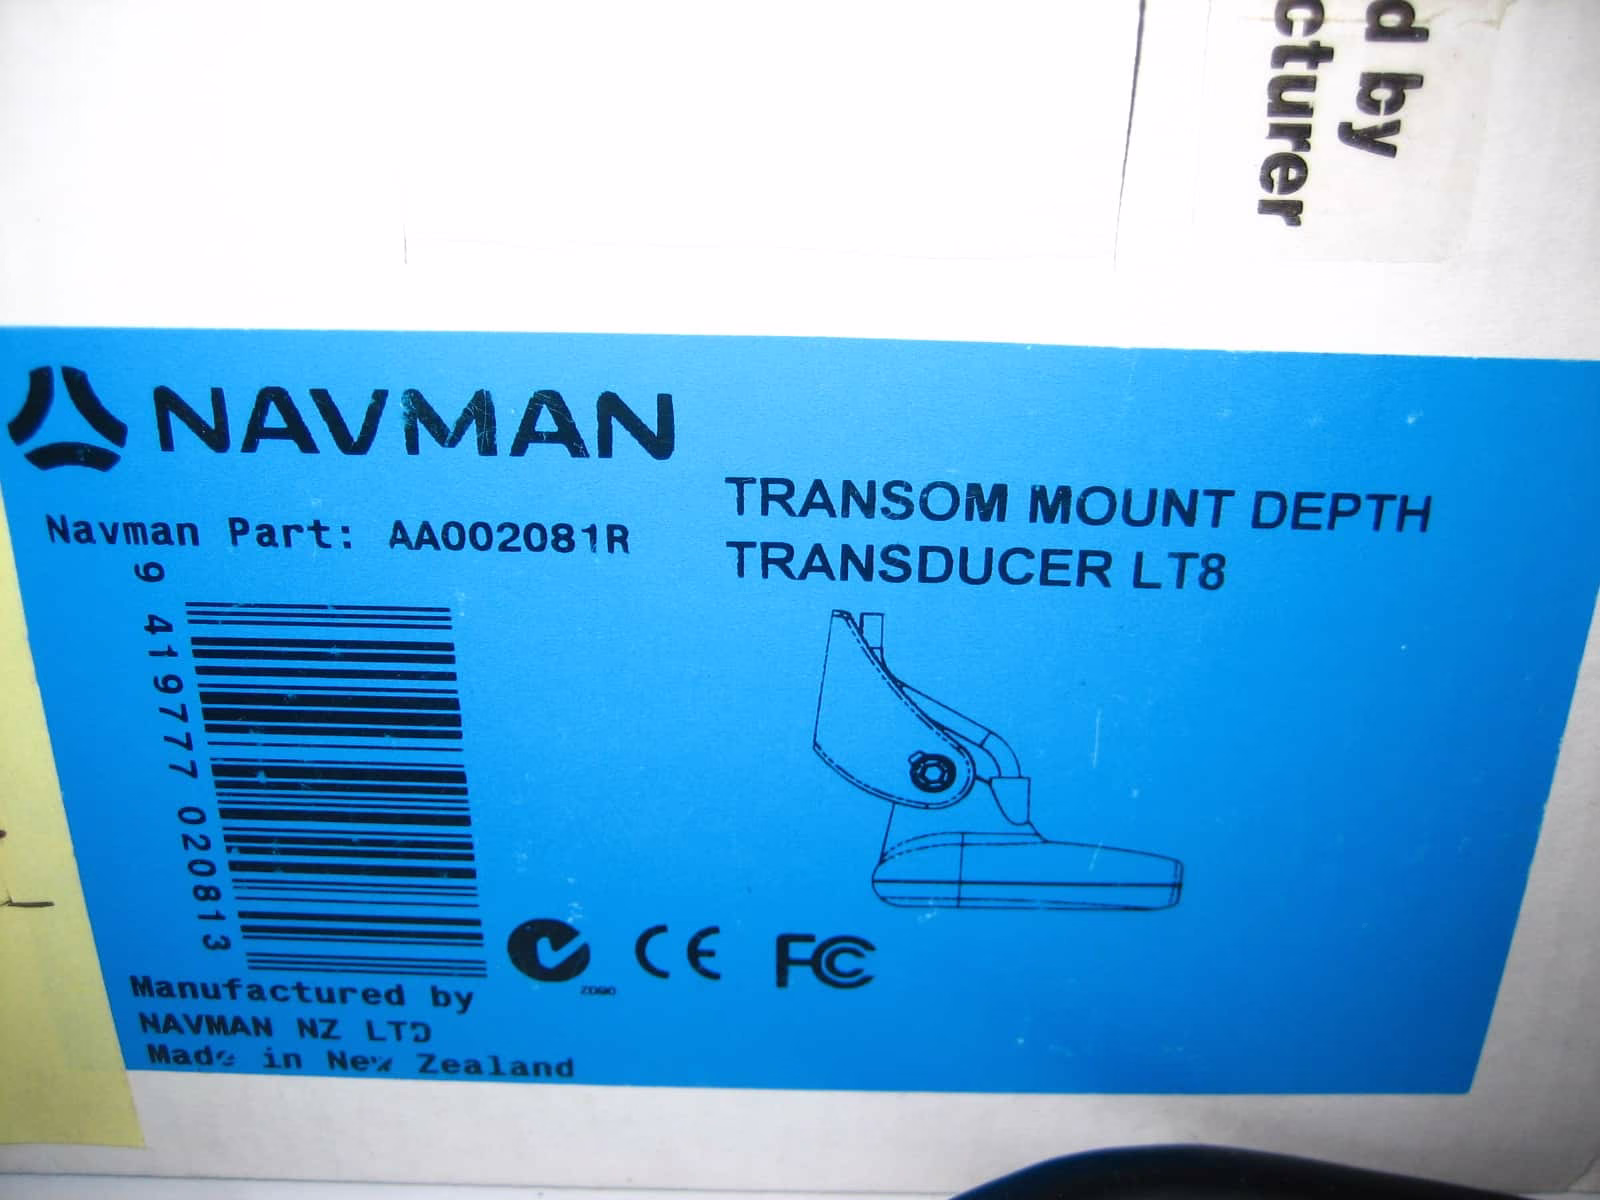 d by
cturer
NAVMAN
Navman Part: AA002081R
TRANSOM MOUNT DEPTH
TRANSDUCER LT8
9 419777 020813
CE FC
Manufactured by
NAVMAN NZ LTD
Made in New Zealand